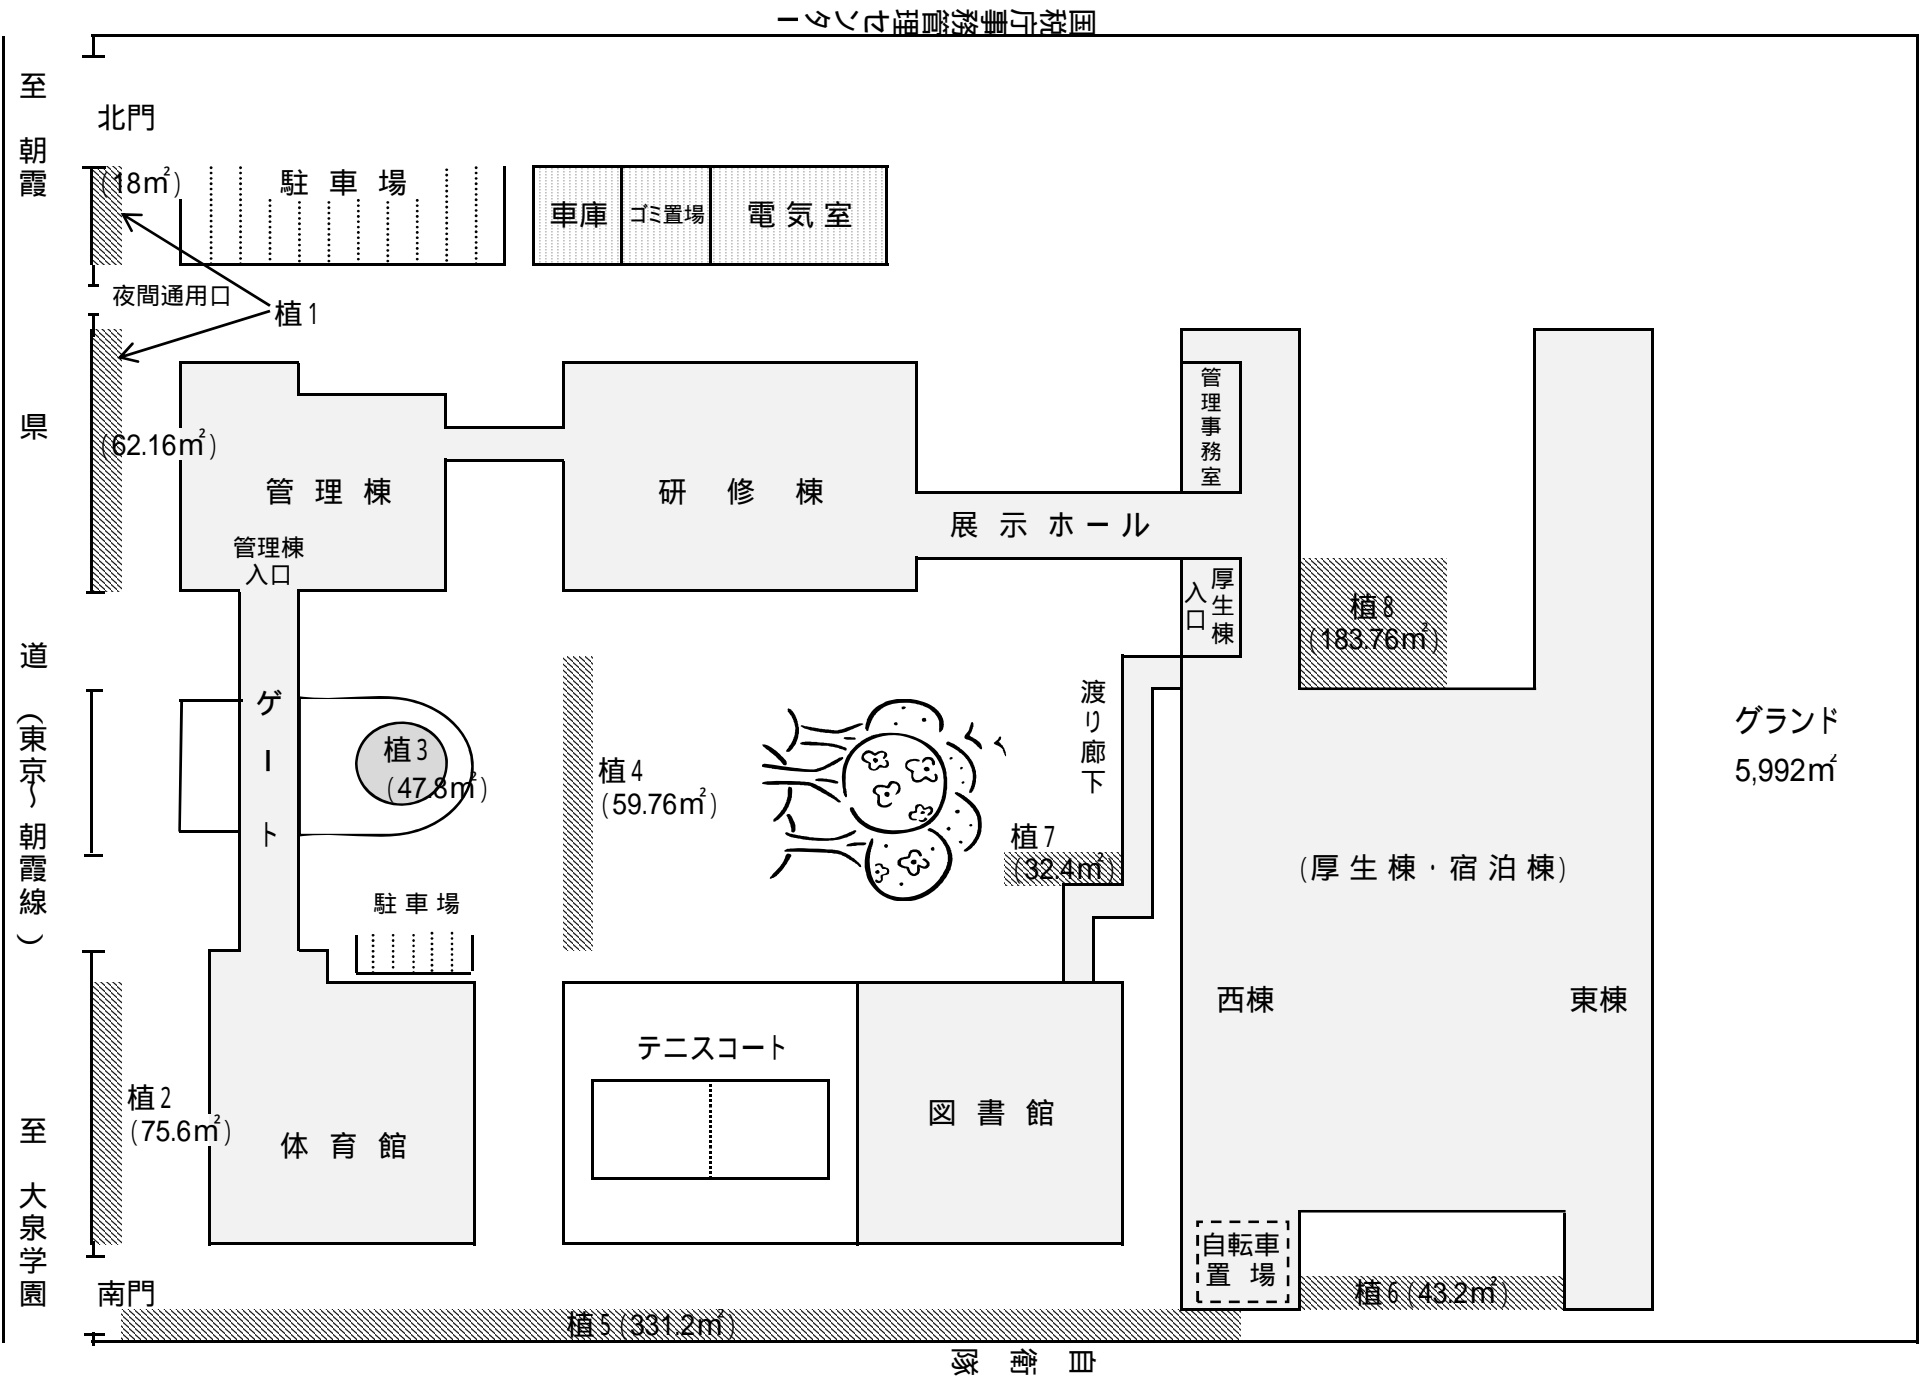 国税庁事務管理センター
至 朝霞
県
道
（東京～朝霞線）
至 大泉学園
北門
(18㎡)
駐車場
車庫
ゴミ置場
電気室
夜間通用口
植1
(62.16㎡)
管理棟
管理棟
入口
研修棟
管理事務室
展示ホール
厚生棟
入口
植8
(183.76㎡)
ゲート
植3
(47.8㎡)
植4
(59.76㎡)
渡り廊下
植7
(32.4㎡)
グランド
5,992㎡
(厚生棟・宿泊棟)
駐車場
西棟
東棟
植2
(75.6㎡)
体育館
テニスコート
図書館
自転車
置場
南門
植5(331.2㎡)
植6(43.2㎡)
自衛隊